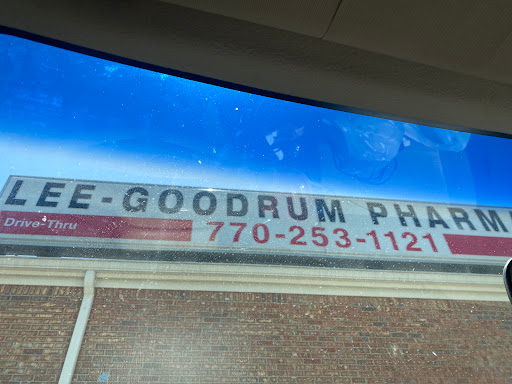 LEE-GOODRUM PHARM
Drive-Thru 770-253-1121